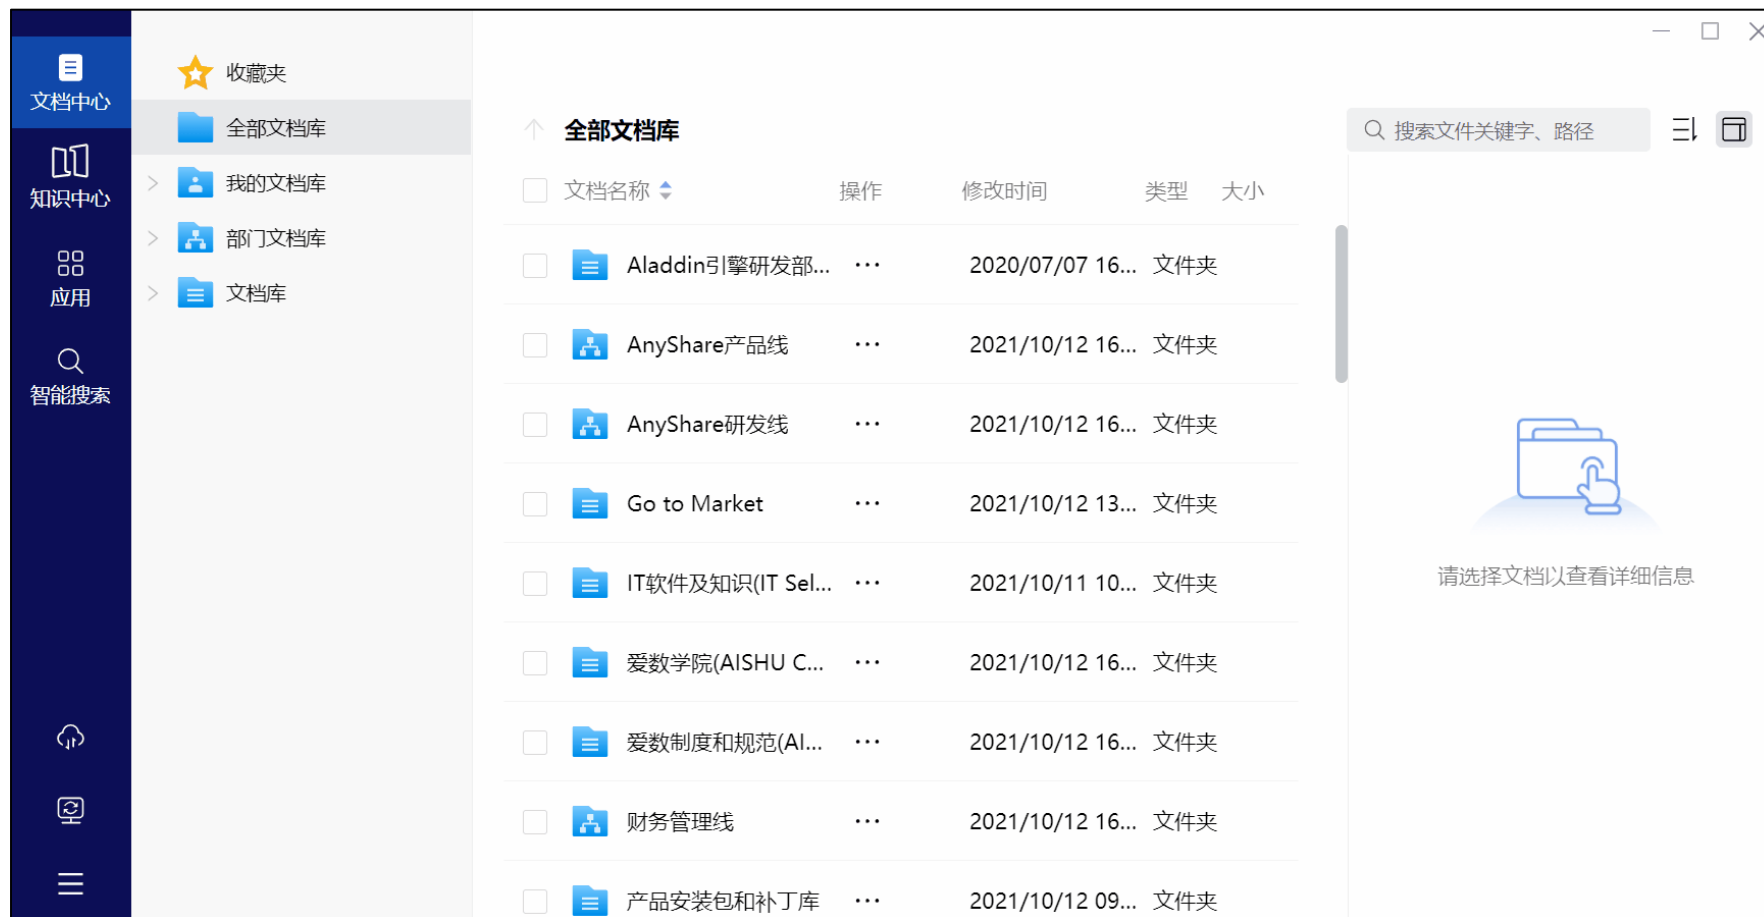 文档中心
知识中心
应用
智能搜索
收藏夹
全部文档库
我的文档库
部门文档库
文档库
全部文档库
搜索文件关键字、路径
文档名称 操作 修改时间 类型 大小
Aladdin引擎研发部... ··· 2020/07/07 16... 文件夹
AnyShare产品线 ··· 2021/10/12 16... 文件夹
AnyShare研发线 ··· 2021/10/12 16... 文件夹
Go to Market ··· 2021/10/12 13... 文件夹
IT软件及知识(IT Sel... ··· 2021/10/11 10... 文件夹
爱数学院(AISHU C... ··· 2021/10/12 16... 文件夹
爱数制度和规范(AI... ··· 2021/10/12 16... 文件夹
财务管理线 ··· 2021/10/12 16... 文件夹
产品安装包和补丁库 ··· 2021/10/12 09... 文件夹
请选择文档以查看详细信息